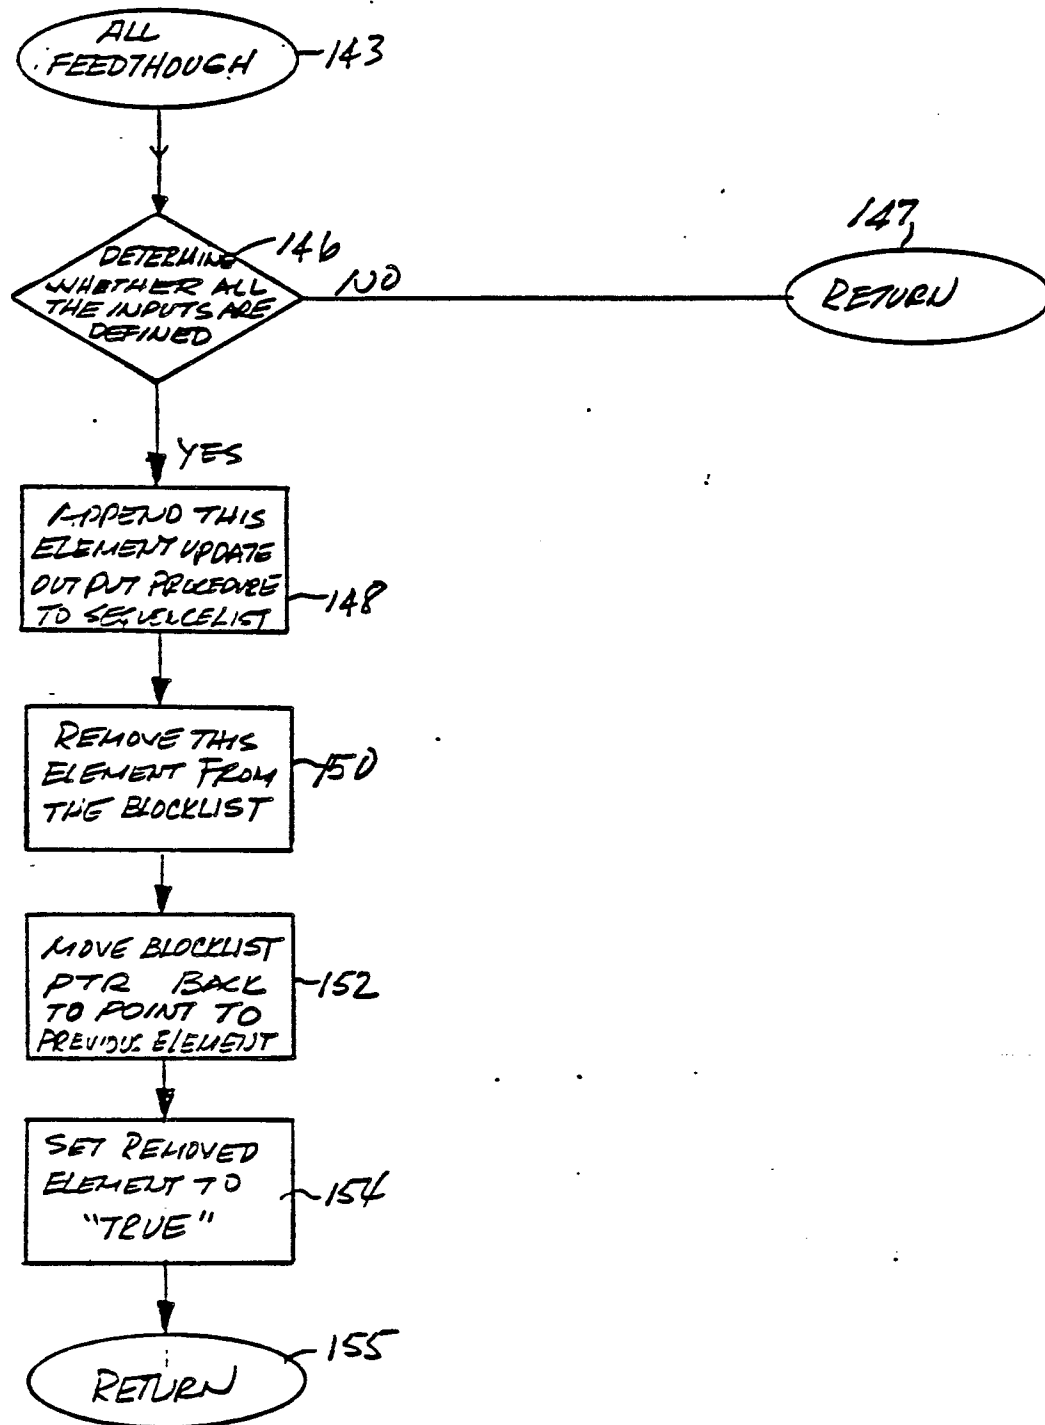 ALL
FEEDTHOUGH
143
DETERMINE
WHETHER ALL
THE INPUTS ARE
DEFINED
146
NO
147
RETURN
YES
APPEND THIS
ELEMENT UPDATE
OUTPUT PROCEDURE
TO SEQUENCELIST
148
REMOVE THIS
ELEMENT FROM
THE BLOCKLIST
150
MOVE BLOCKLIST
PTR BACK
TO POINT TO
PREVIOUS ELEMENT
152
SET REMOVED
ELEMENT TO
"TRUE"
154
155
RETURN